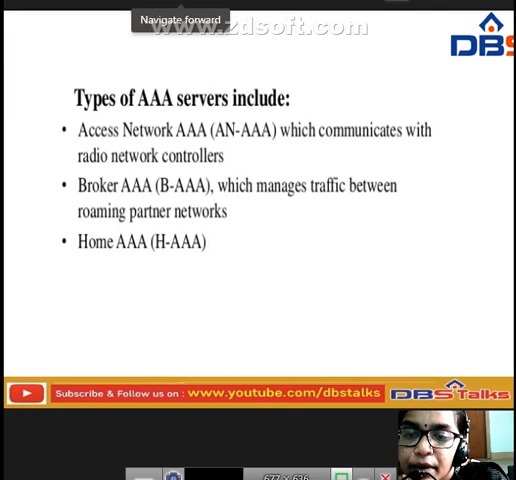 Navigate forward
www.zdsoft.com
DBS
Types of AAA servers include:
• Access Network AAA (AN-AAA) which communicates with
radio network controllers
• Broker AAA (B-AAA), which manages traffic between
roaming partner networks
• Home AAA (H-AAA)
Subscribe & Follow us on : www.youtube.com/dbstalks DBS Talks
677 × 636